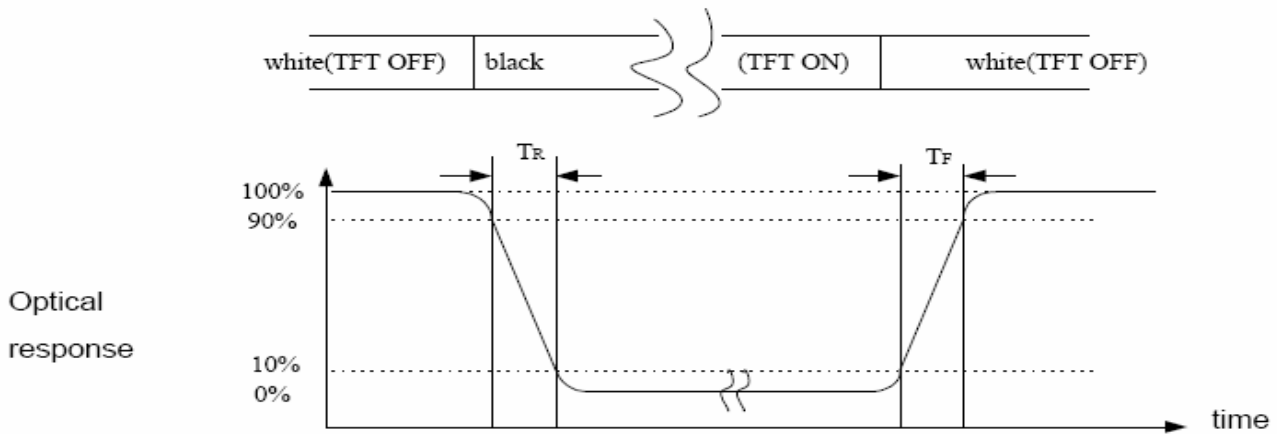 white(TFT OFF) black (TFT ON) white(TFT OFF)
TR TF
100%
90%
Optical
response
10%
0%
time